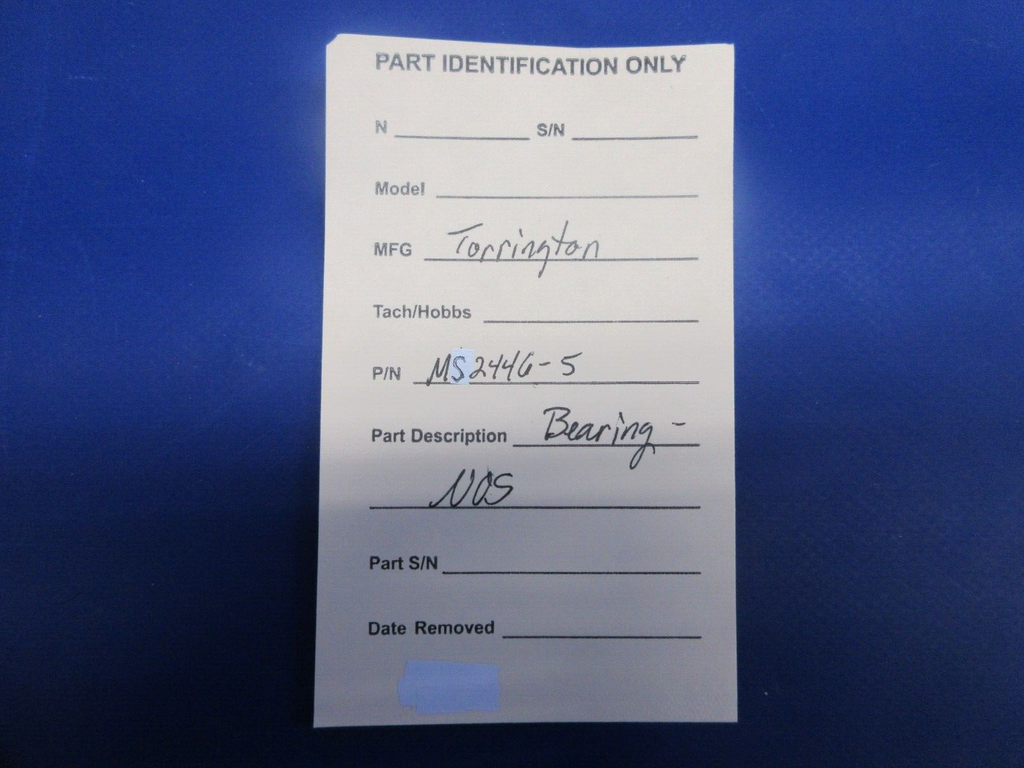 PART IDENTIFICATION ONLY
N S/N
Model
MFG Torrington
Tach/Hobbs
P/N MS2446-5
Part Description Bearing -
NOS
Part S/N
Date Removed